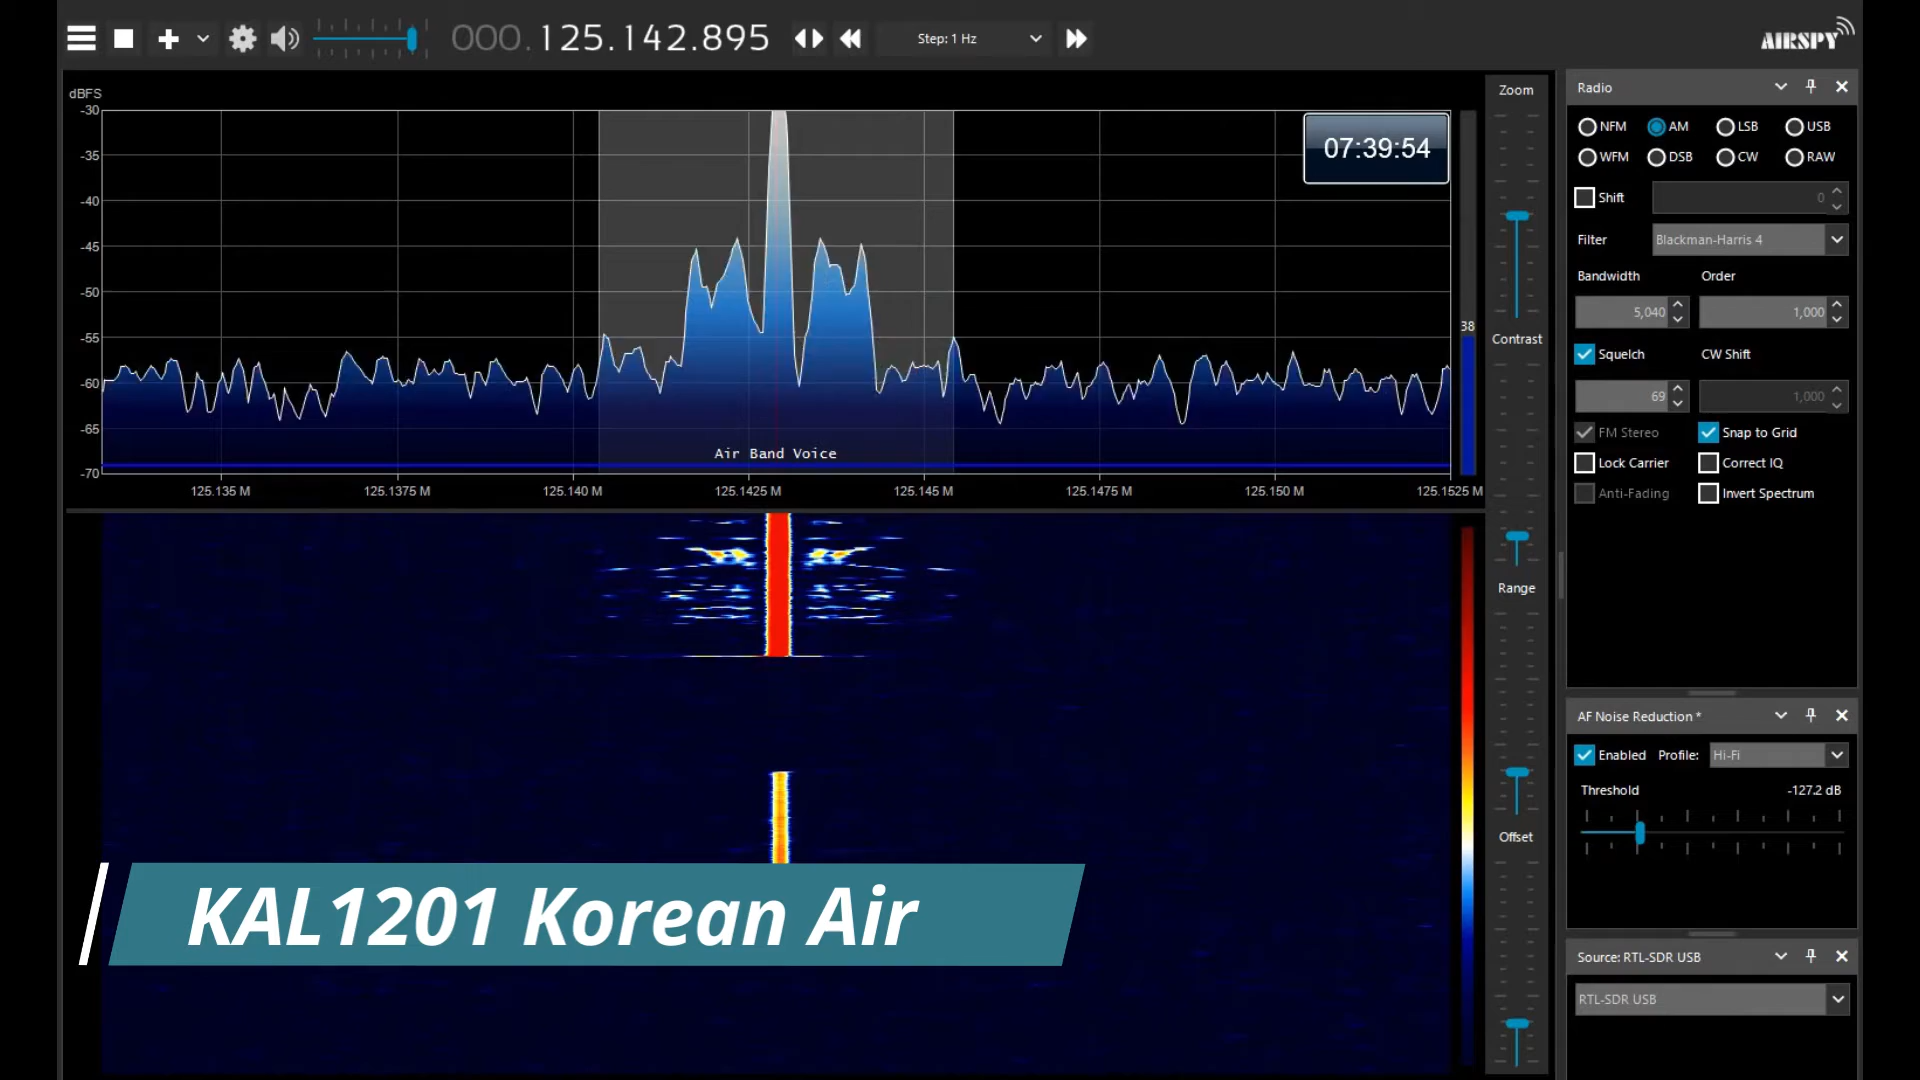 000.125.142.895
Step: 1 Hz
AIRSPY
dBFS
-30
-35
-40
-45
-50
-55
-60
-65
-70
07:39:54
Air Band Voice
125.135 M 125.1375 M 125.140 M 125.1425 M 125.145 M 125.1475 M 125.150 M 125.1525 M
38
Zoom
Contrast
Range
Offset
Radio
NFM AM LSB USB
WFM DSB CW RAW
Shift 0
Filter Blackman-Harris 4
Bandwidth Order
5,040 1,000
Squelch CW Shift
69 1,000
FM Stereo Snap to Grid
Lock Carrier Correct IQ
Anti-Fading Invert Spectrum
AF Noise Reduction *
Enabled Profile: Hi-Fi
Threshold -127.2 dB
Source: RTL-SDR USB
RTL-SDR USB
KAL1201 Korean Air